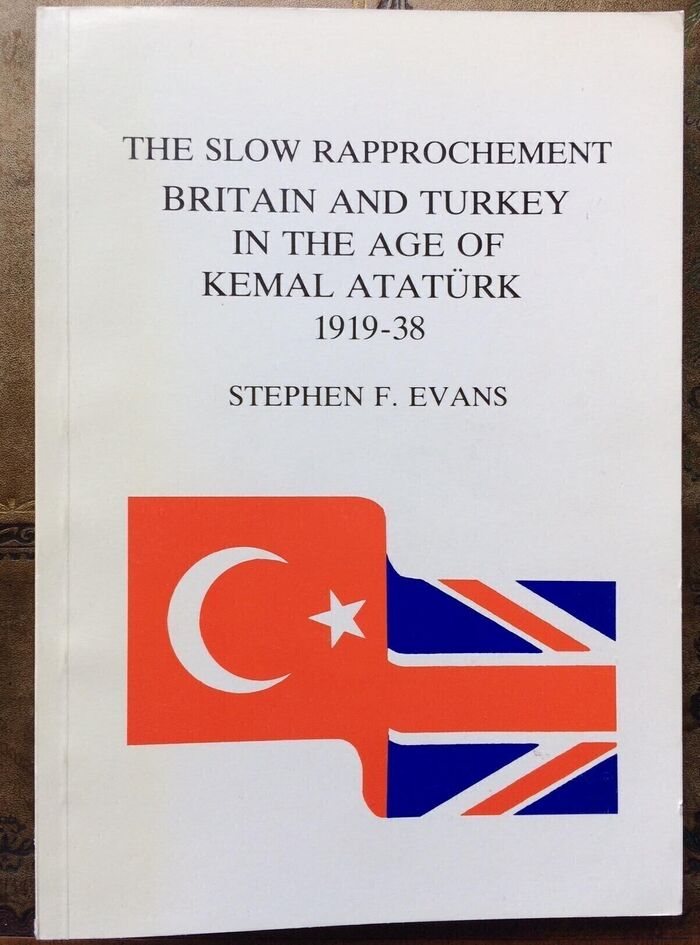 THE SLOW RAPPROCHEMENT
BRITAIN AND TURKEY
IN THE AGE OF
KEMAL ATATÜRK
1919-38
STEPHEN F. EVANS